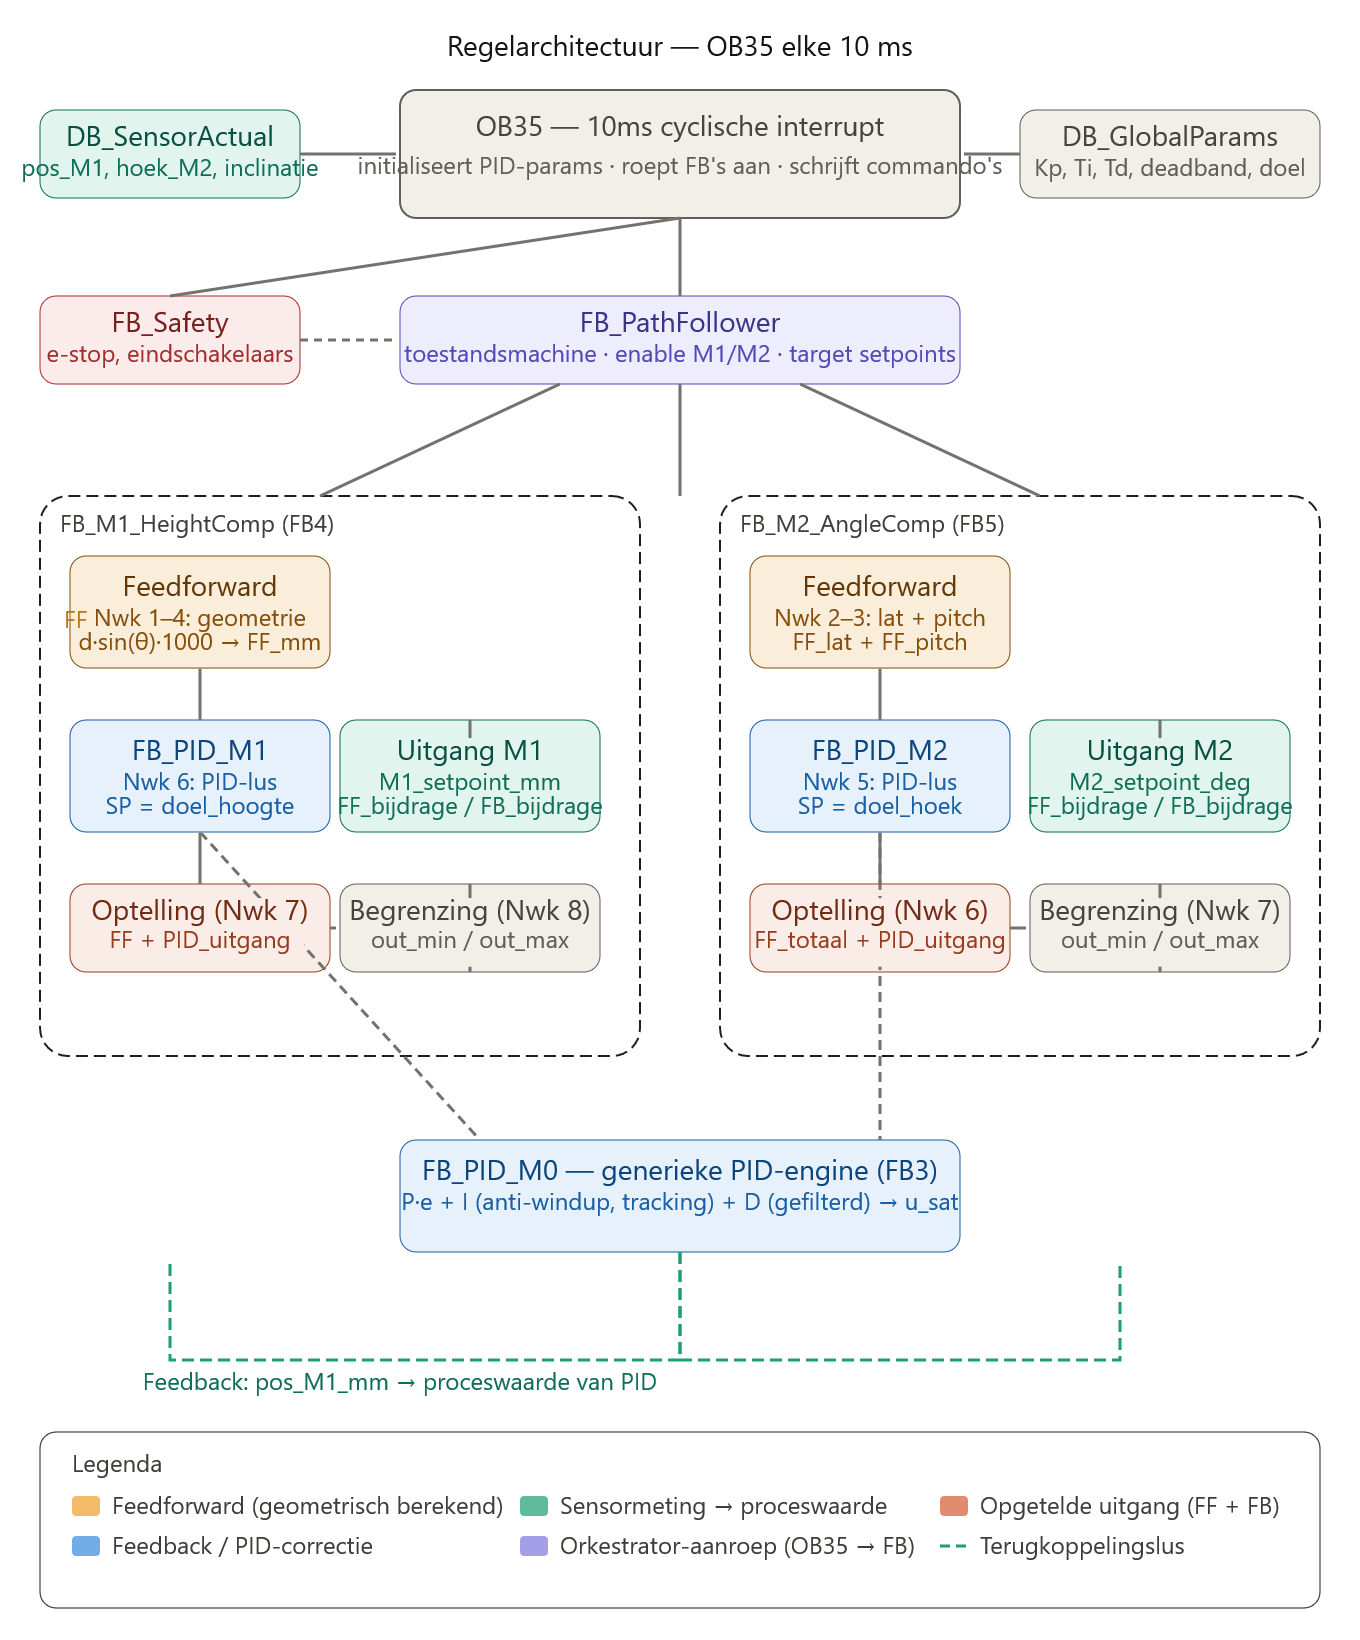 Regelarchitectuur — OB35 elke 10 ms
DB_SensorActual
pos_M1, hoek_M2, inclinatie
OB35 — 10ms cyclische interrupt
initialiseert PID-params · roept FB's aan · schrijft commando's
DB_GlobalParams
Kp, Ti, Td, deadband, doel
FB_Safety
e-stop, eindschakelaars
FB_PathFollower
toestandsmachine · enable M1/M2 · target setpoints
FB_M1_HeightComp (FB4)
Feedforward
FF
Nwk 1–4: geometrie
d·sin(θ)·1000 → FF_mm
FB_PID_M1
Nwk 6: PID-lus
SP = doel_hoogte
Uitgang M1
M1_setpoint_mm
FF_bijdrage / FB_bijdrage
Optelling (Nwk 7)
FF + PID_uitgang
Begrenzing (Nwk 8)
out_min / out_max
FB_M2_AngleComp (FB5)
Feedforward
Nwk 2–3: lat + pitch
FF_lat + FF_pitch
FB_PID_M2
Nwk 5: PID-lus
SP = doel_hoek
Uitgang M2
M2_setpoint_deg
FF_bijdrage / FB_bijdrage
Optelling (Nwk 6)
FF_totaal + PID_uitgang
Begrenzing (Nwk 7)
out_min / out_max
FB_PID_M0 — generieke PID-engine (FB3)
P·e + I (anti-windup, tracking) + D (gefilterd) → u_sat
Feedback: pos_M1_mm → proceswaarde van PID
Legenda
Feedforward (geometrisch berekend)
Sensormeting → proceswaarde
Opgetelde uitgang (FF + FB)
Feedback / PID-correctie
Orkestrator-aanroep (OB35 → FB)
Terugkoppelingslus